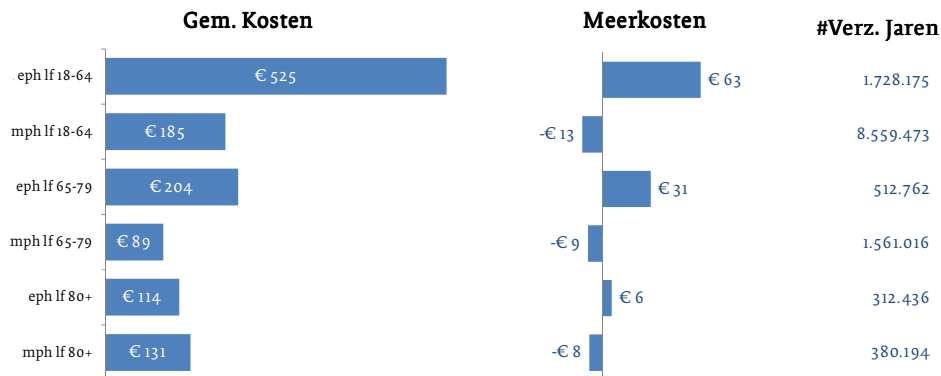 Gem. Kosten Meerkosten #Verz. Jaren
eph lf 18-64 € 525 € 63 1.728.175
mph lf 18-64 € 185 -€ 13 8.559.473
eph lf 65-79 € 204 € 31 512.762
mph lf 65-79 € 89 -€ 9 1.561.016
eph lf 80+ € 114 € 6 312.436
mph lf 80+ € 131 -€ 8 380.194